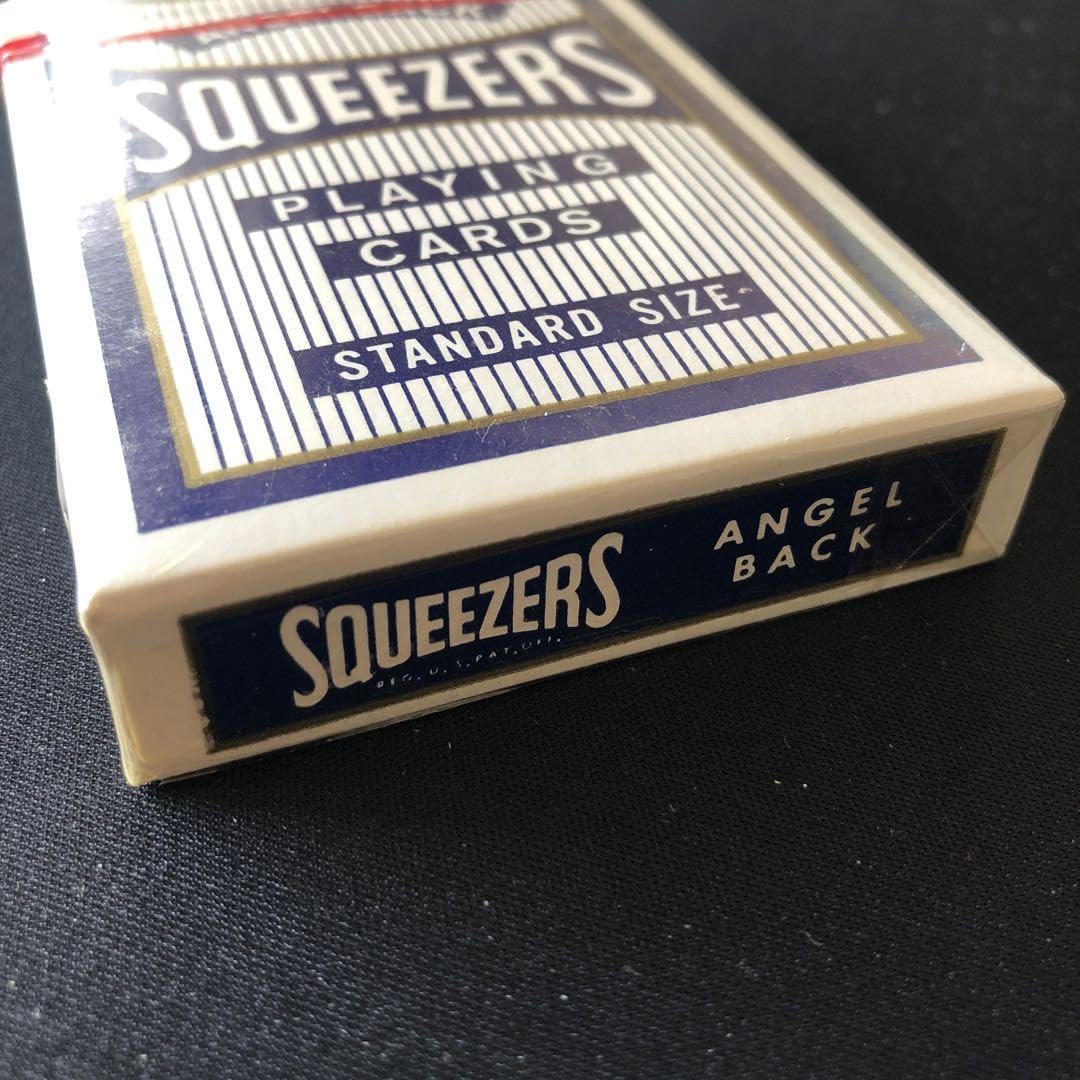 SQUEEZERS
PLAYING
CARDS
STANDARD SIZE
SQUEEZERS
REG. U.S. PAT. OFF.
ANGEL
BACK